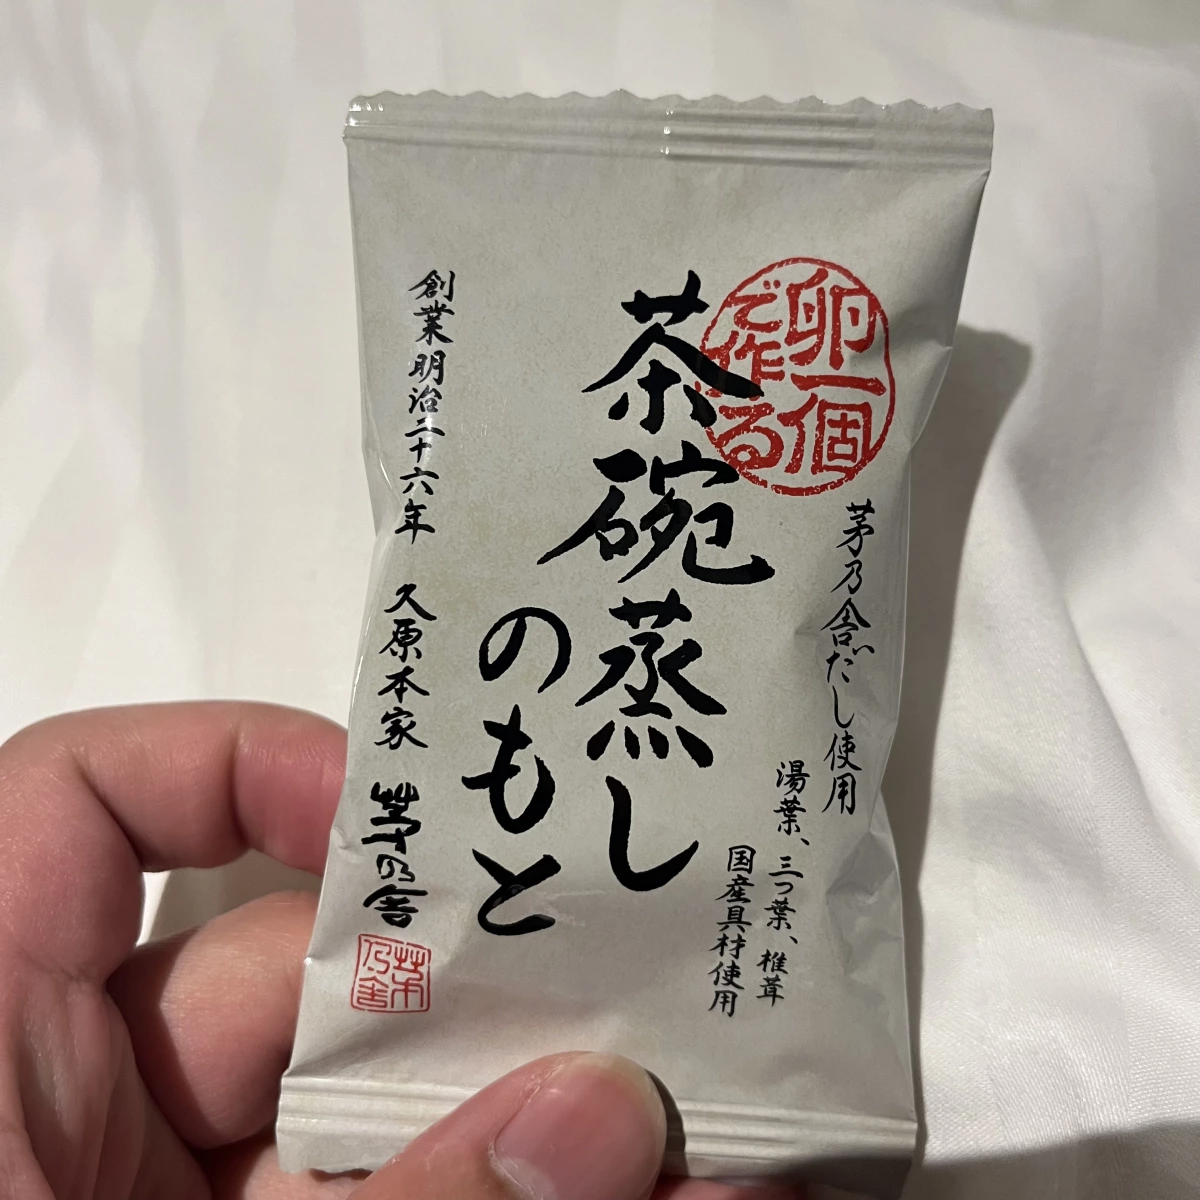 卵一個
で作る
茶碗蒸し
のもと
茅乃舎だし使用
湯葉、三つ葉、椎茸
国産具材使用
創業明治二十六年 久原本家 茅乃舎
茅乃舎